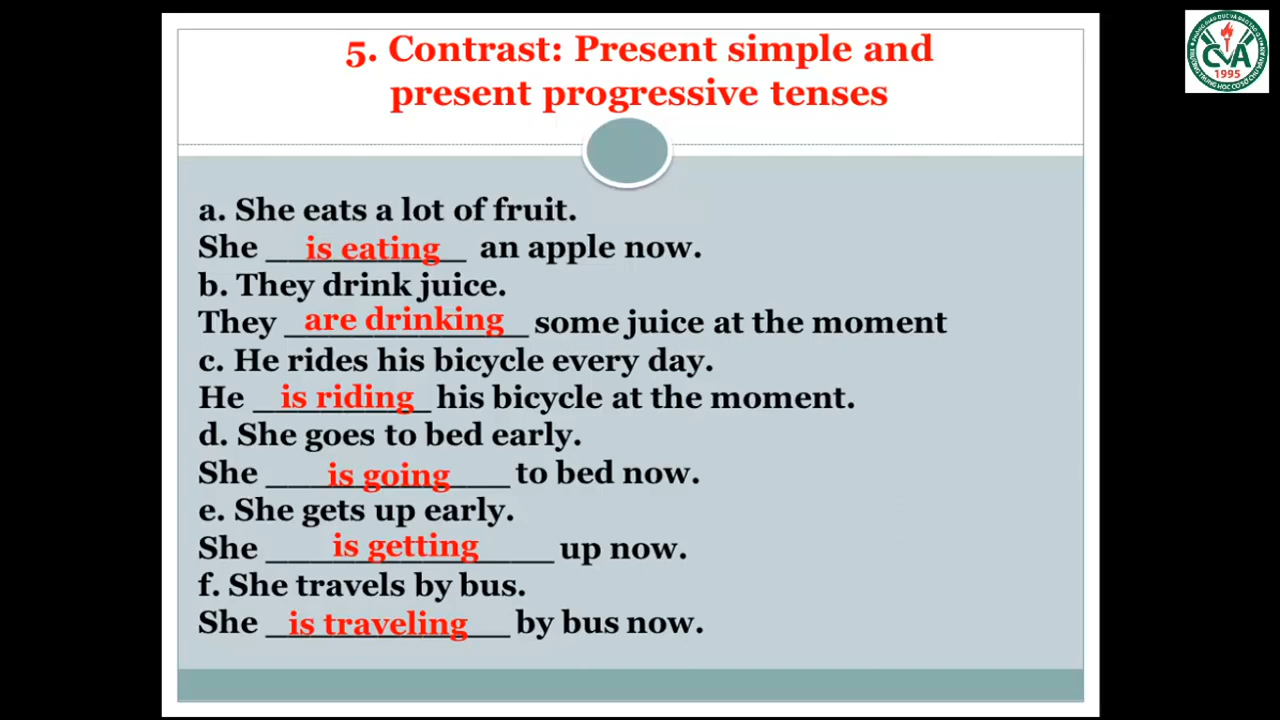 5. Contrast: Present simple and
present progressive tenses
a. She eats a lot of fruit.
She __is eating__ an apple now.
b. They drink juice.
They __are drinking__ some juice at the moment
c. He rides his bicycle every day.
He __is riding__ his bicycle at the moment.
d. She goes to bed early.
She __is going__ to bed now.
e. She gets up early.
She __is getting__ up now.
f. She travels by bus.
She __is traveling__ by bus now.
CVA
1995